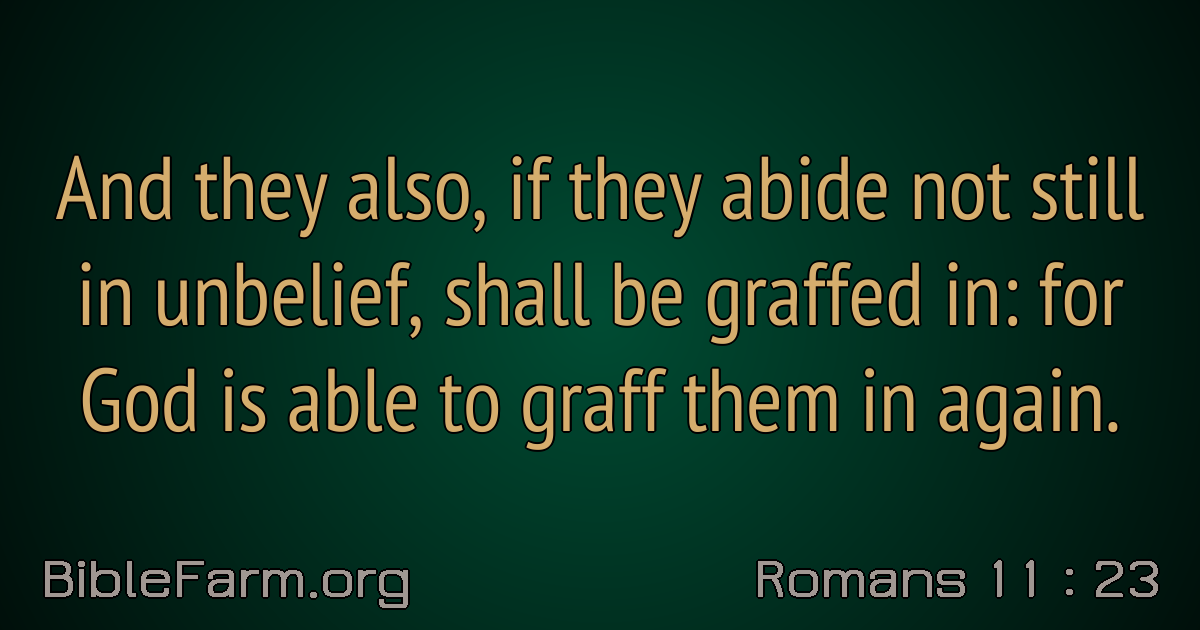 And they also, if they abide not still
in unbelief, shall be graffed in: for
God is able to graff them in again.
BibleFarm.org
Romans 11 : 23